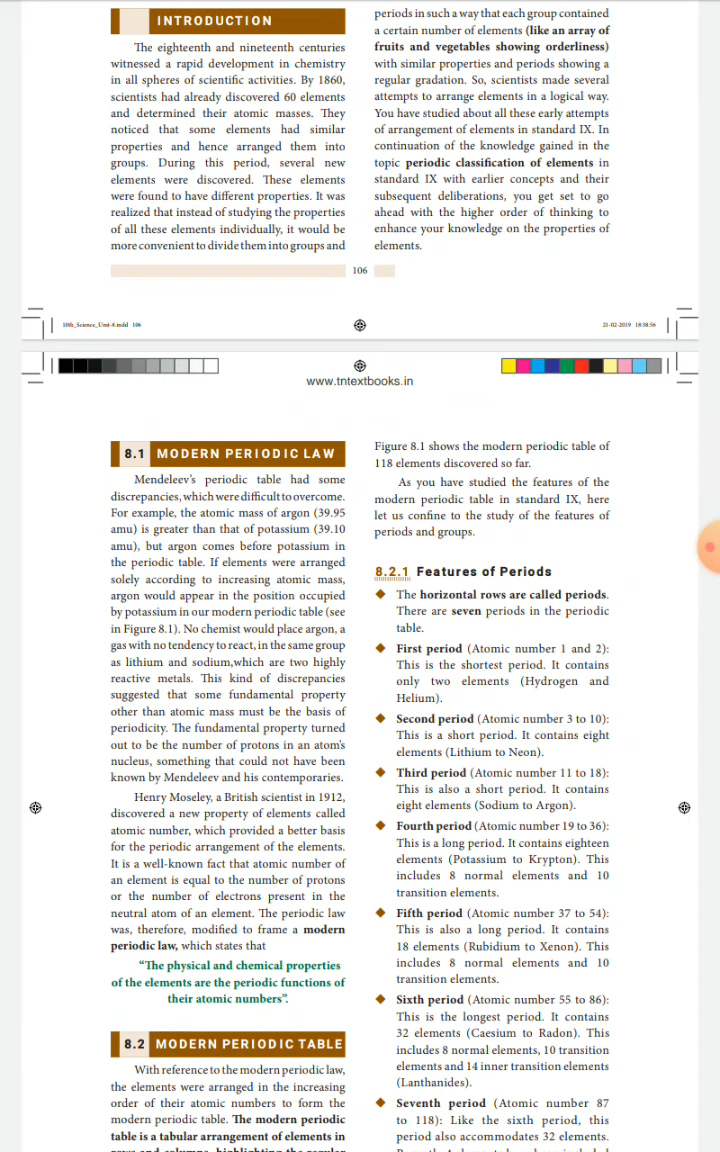 INTRODUCTION
The eighteenth and nineteenth centuries
witnessed a rapid development in chemistry
in all spheres of scientific activities. By 1860,
scientists had already discovered 60 elements
and determined their atomic masses. They
noticed that some elements had similar
properties and hence arranged them into
groups. During this period, several new
elements were discovered. These elements
were found to have different properties. It was
realized that instead of studying the properties
of all these elements individually, it would be
more convenient to divide them into groups and
periods in such a way that each group contained
a certain number of elements (like an array of
fruits and vegetables showing orderliness)
with similar properties and periods showing a
regular gradation. So, scientists made several
attempts to arrange elements in a logical way.
You have studied about all these early attempts
of arrangement of elements in standard IX. In
continuation of the knowledge gained in the
topic periodic classification of elements in
standard IX with earlier concepts and their
subsequent deliberations, you get set to go
ahead with the higher order of thinking to
enhance your knowledge on the properties of
elements.
106
10th_Science_Unit-8.indd 106
21-02-2019 18:58:56
www.tntextbooks.in
8.1 MODERN PERIODIC LAW
Mendeleev's periodic table had some
discrepancies, which were difficult to overcome.
For example, the atomic mass of argon (39.95
amu) is greater than that of potassium (39.10
amu), but argon comes before potassium in
the periodic table. If elements were arranged
solely according to increasing atomic mass,
argon would appear in the position occupied
by potassium in our modern periodic table (see
in Figure 8.1). No chemist would place argon, a
gas with no tendency to react, in the same group
as lithium and sodium,which are two highly
reactive metals. This kind of discrepancies
suggested that some fundamental property
other than atomic mass must be the basis of
periodicity. The fundamental property turned
out to be the number of protons in an atom's
nucleus, something that could not have been
known by Mendeleev and his contemporaries.
Henry Moseley, a British scientist in 1912,
discovered a new property of elements called
atomic number, which provided a better basis
for the periodic arrangement of the elements.
It is a well-known fact that atomic number of
an element is equal to the number of protons
or the number of electrons present in the
neutral atom of an element. The periodic law
was, therefore, modified to frame a modern
periodic law, which states that
“The physical and chemical properties
of the elements are the periodic functions of
their atomic numbers”.
8.2 MODERN PERIODIC TABLE
With reference to the modern periodic law,
the elements were arranged in the increasing
order of their atomic numbers to form the
modern periodic table. The modern periodic
table is a tabular arrangement of elements in
rows and columns, highlighting the regular
Figure 8.1 shows the modern periodic table of
118 elements discovered so far.
As you have studied the features of the
modern periodic table in standard IX, here
let us confine to the study of the features of
periods and groups.
8.2.1 Features of Periods
◆ The horizontal rows are called periods.
There are seven periods in the periodic
table.
◆ First period (Atomic number 1 and 2):
This is the shortest period. It contains
only two elements (Hydrogen and
Helium).
◆ Second period (Atomic number 3 to 10):
This is a short period. It contains eight
elements (Lithium to Neon).
◆ Third period (Atomic number 11 to 18):
This is also a short period. It contains
eight elements (Sodium to Argon).
◆ Fourth period (Atomic number 19 to 36):
This is a long period. It contains eighteen
elements (Potassium to Krypton). This
includes 8 normal elements and 10
transition elements.
◆ Fifth period (Atomic number 37 to 54):
This is also a long period. It contains
18 elements (Rubidium to Xenon). This
includes 8 normal elements and 10
transition elements.
◆ Sixth period (Atomic number 55 to 86):
This is the longest period. It contains
32 elements (Caesium to Radon). This
includes 8 normal elements, 10 transition
elements and 14 inner transition elements
(Lanthanides).
◆ Seventh period (Atomic number 87
to 118): Like the sixth period, this
period also accommodates 32 elements.